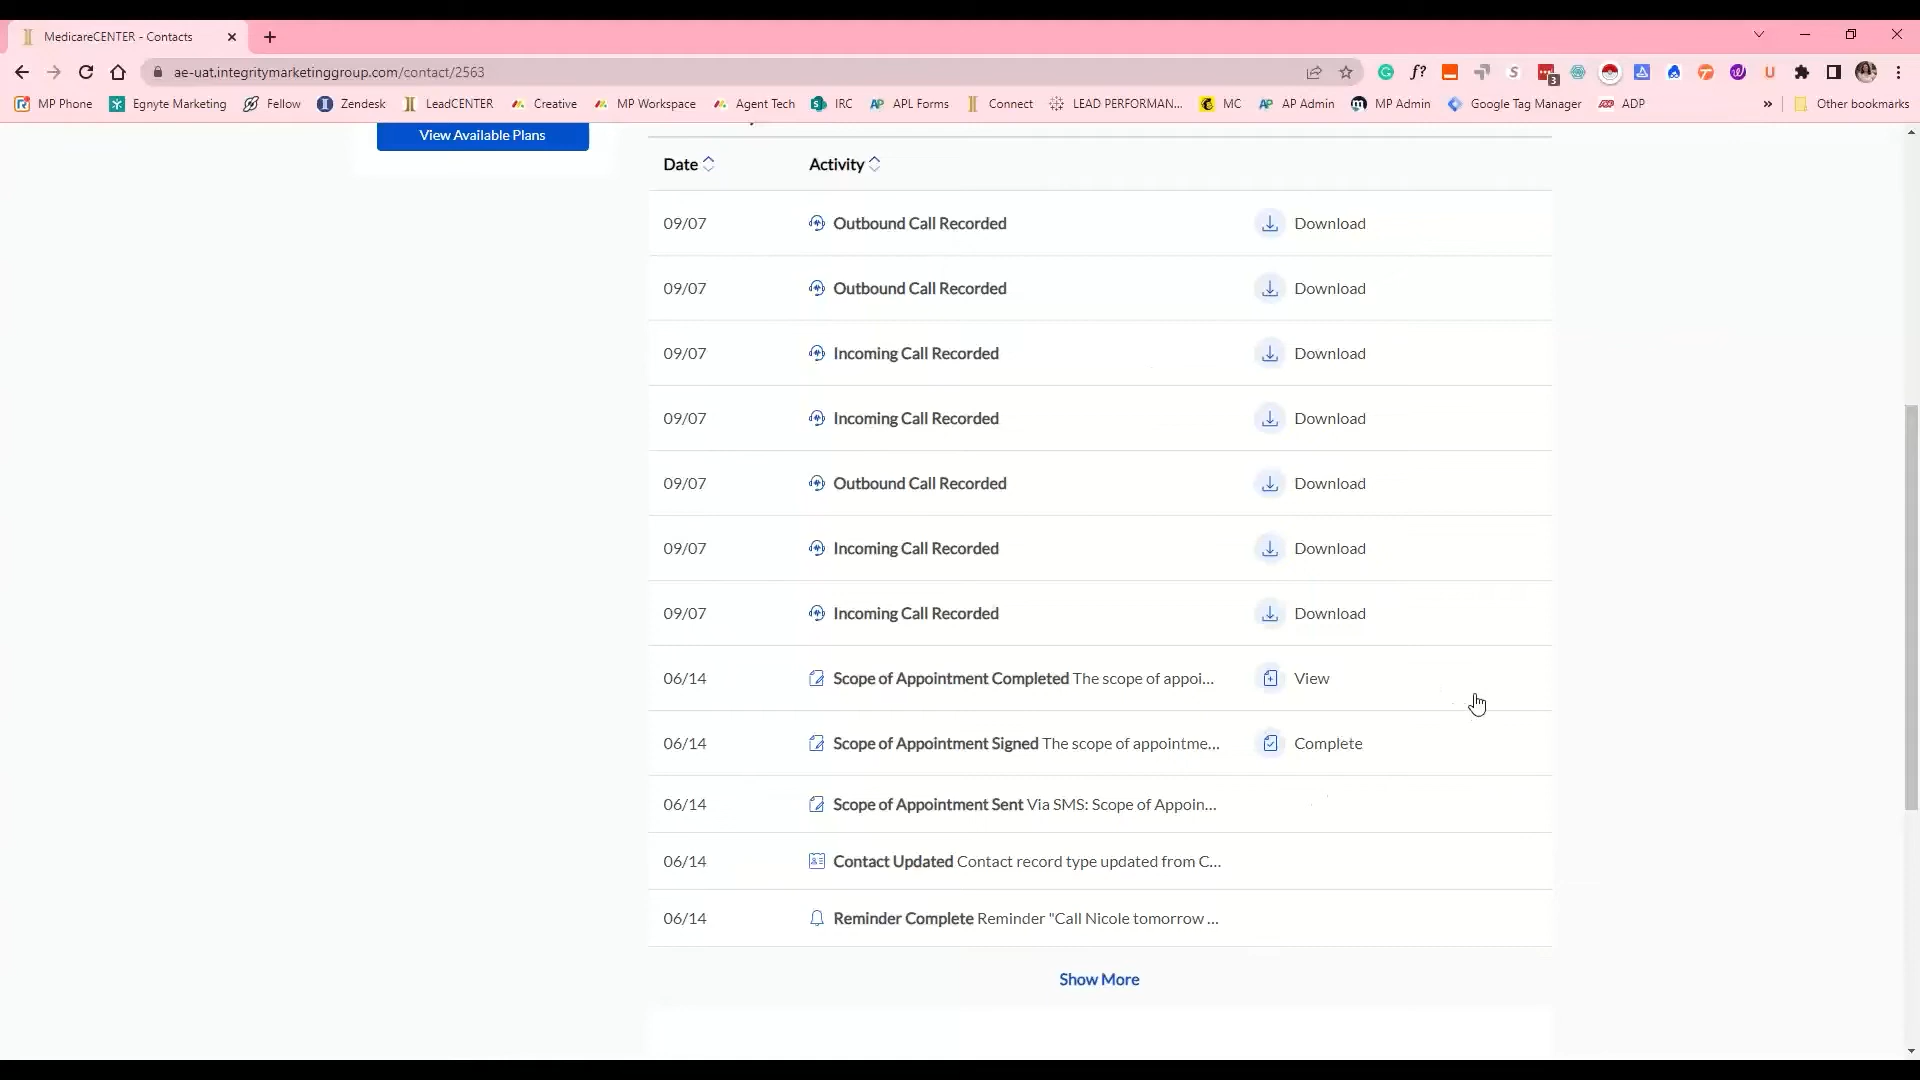 MedicareCENTER - Contacts
ae-uat.integritymarketinggroup.com/contact/2563
f?
S
3
U
MP Phone
Egnyte Marketing
Fellow
Zendesk
LeadCENTER
Creative
MP Workspace
Agent Tech
IRC
AP APL Forms
Connect
LEAD PERFORMAN...
MC
AP AP Admin
MP Admin
Google Tag Manager
ADP
»
Other bookmarks
View Available Plans
Date Activity
09/07 Outbound Call Recorded Download
09/07 Outbound Call Recorded Download
09/07 Incoming Call Recorded Download
09/07 Incoming Call Recorded Download
09/07 Outbound Call Recorded Download
09/07 Incoming Call Recorded Download
09/07 Incoming Call Recorded Download
06/14 Scope of Appointment Completed The scope of appoi... View
06/14 Scope of Appointment Signed The scope of appointme... Complete
06/14 Scope of Appointment Sent Via SMS: Scope of Appoin...
06/14 Contact Updated Contact record type updated from C...
06/14 Reminder Complete Reminder "Call Nicole tomorrow ...
Show More